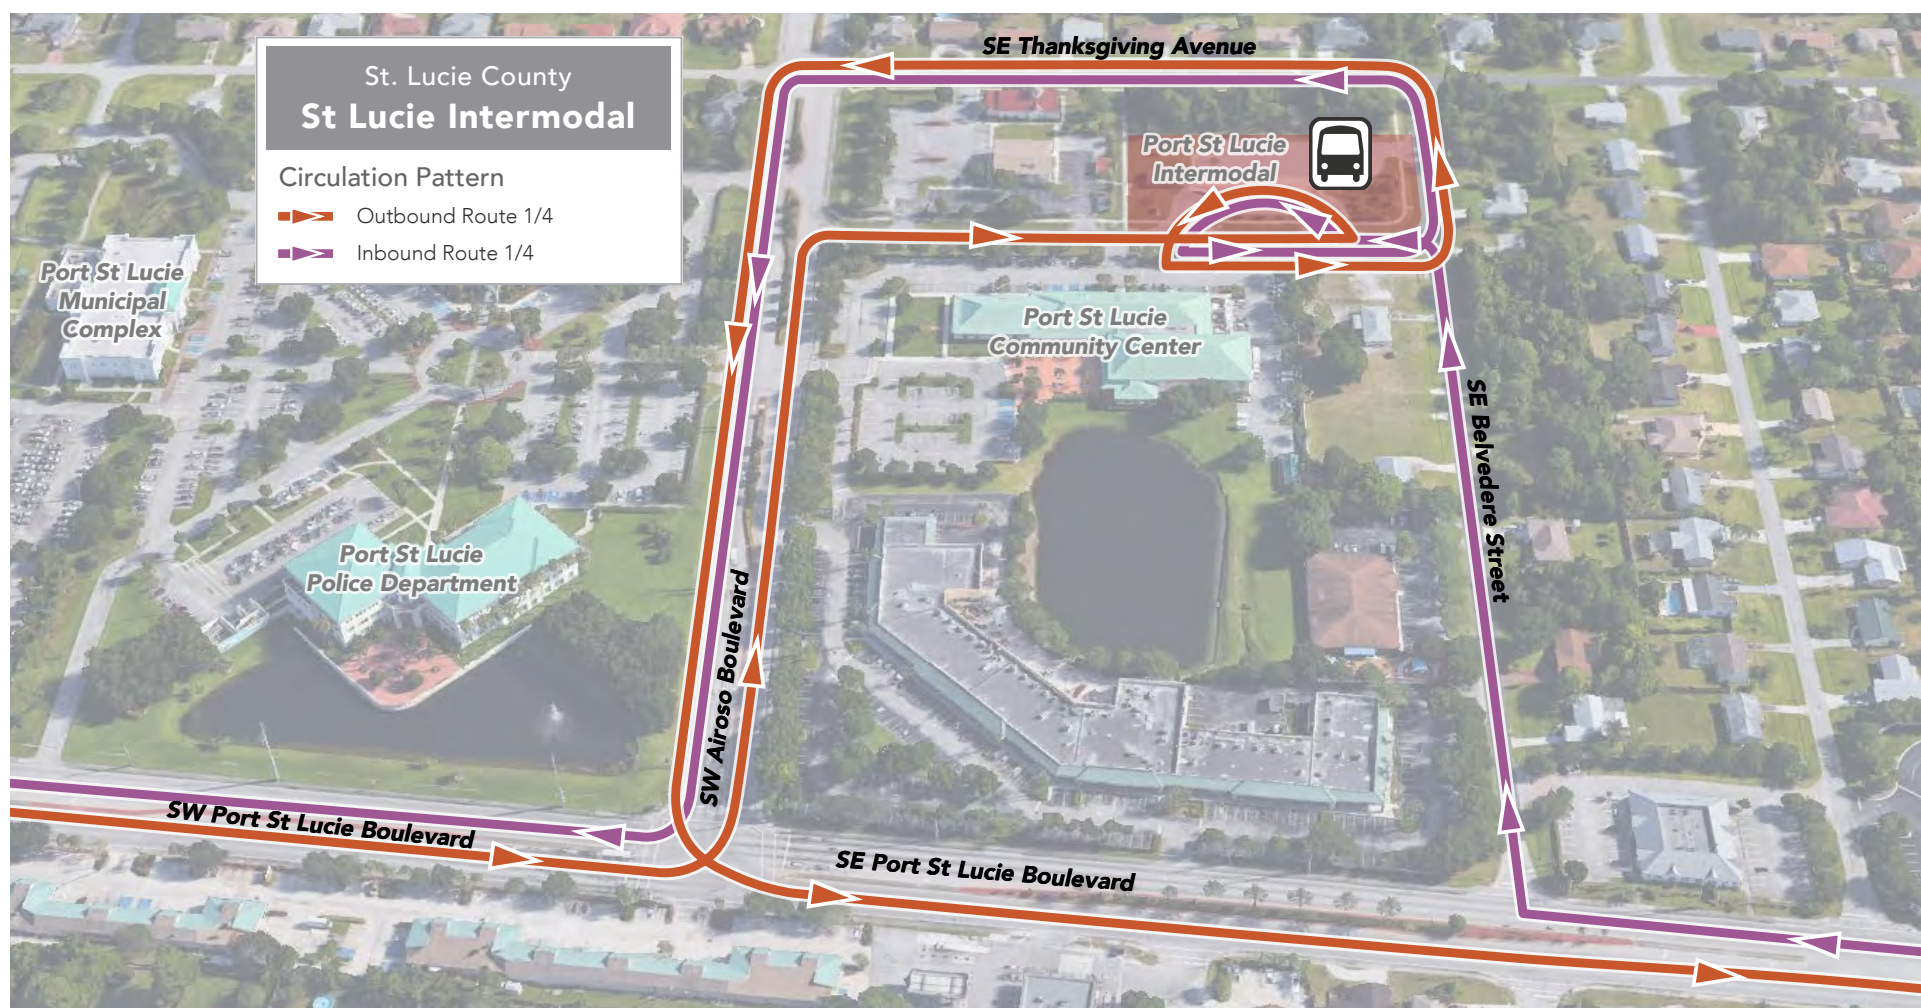 St. Lucie County
St Lucie Intermodal
Circulation Pattern
Outbound Route 1/4
Inbound Route 1/4
SE Thanksgiving Avenue
Port St Lucie
Intermodal
Port St Lucie
Municipal
Complex
Port St Lucie
Community Center
SE Belvedere Street
Port St Lucie
Police Department
SW Airoso Boulevard
SW Port St Lucie Boulevard
SE Port St Lucie Boulevard